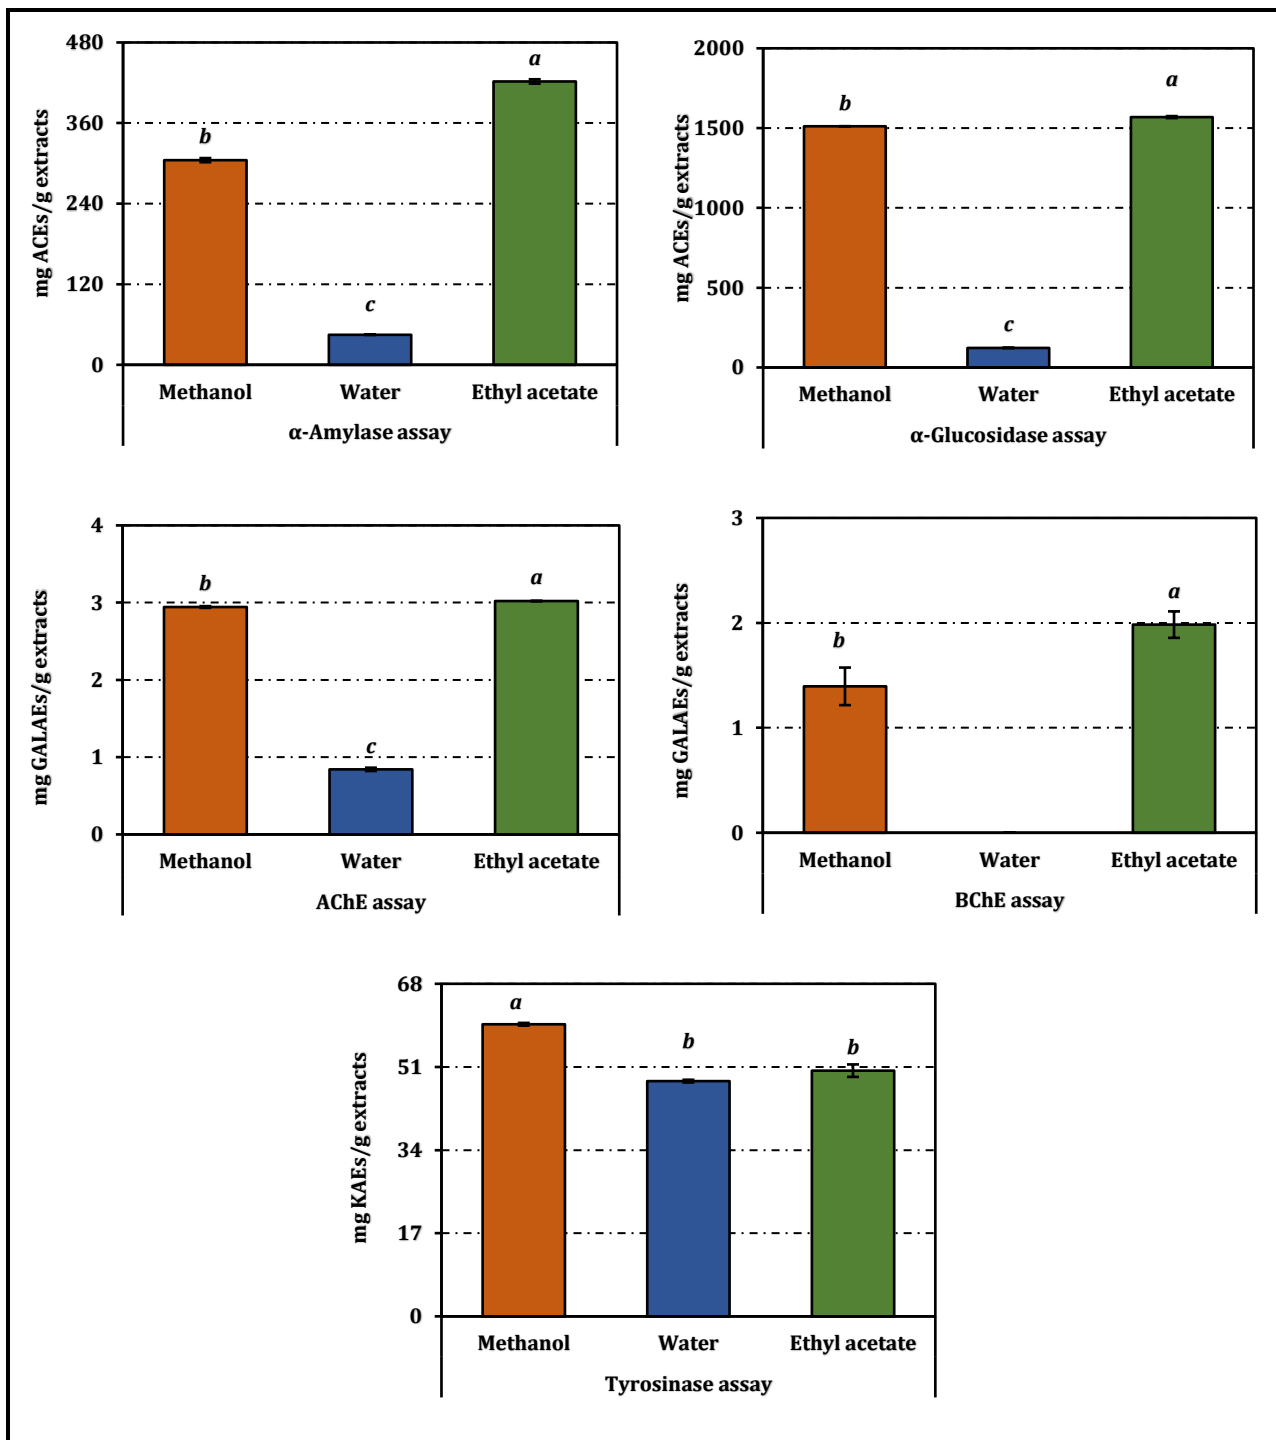 mg ACEs/g extracts
480
360
240
120
0
b
c
a
Methanol Water Ethyl acetate
α-Amylase assay
mg ACEs/g extracts
2000
1500
1000
500
0
b
c
a
Methanol Water Ethyl acetate
α-Glucosidase assay
mg GALAEs/g extracts
4
3
2
1
0
b
c
a
Methanol Water Ethyl acetate
AChE assay
mg GALAEs/g extracts
3
2
1
0
b
a
Methanol Water Ethyl acetate
BChE assay
mg KAEs/g extracts
68
51
34
17
0
a
b
b
Methanol Water Ethyl acetate
Tyrosinase assay